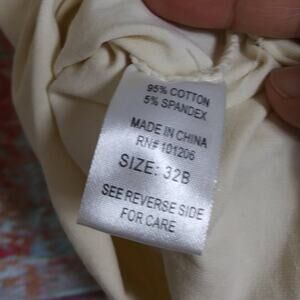 95% COTTON
5% SPANDEX
MADE IN CHINA
RN# 101206
SIZE: 32B
SEE REVERSE SIDE
FOR CARE